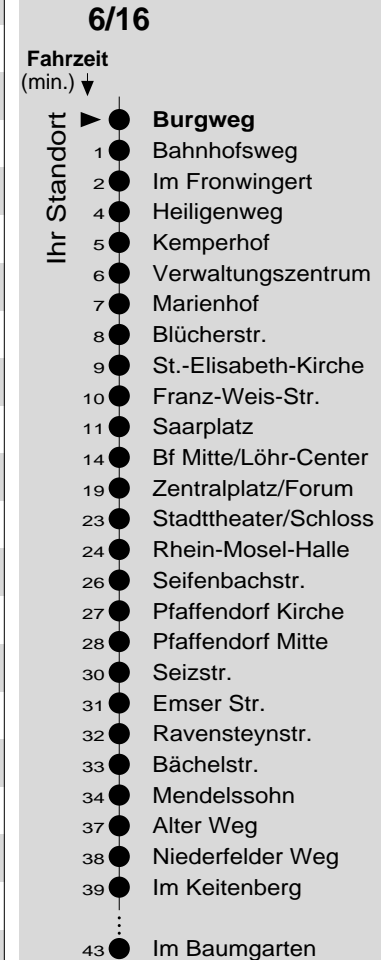 6/16
Fahrzeit
(min.)
Ihr Standort
Burgweg
1 Bahnhofsweg
2 Im Fronwingert
4 Heiligenweg
5 Kemperhof
6 Verwaltungszentrum
7 Marienhof
8 Blücherstr.
9 St.-Elisabeth-Kirche
10 Franz-Weis-Str.
11 Saarplatz
14 Bf Mitte/Löhr-Center
19 Zentralplatz/Forum
23 Stadttheater/Schloss
24 Rhein-Mosel-Halle
26 Seifenbachstr.
27 Pfaffendorf Kirche
28 Pfaffendorf Mitte
30 Seizstr.
31 Emser Str.
32 Ravensteynstr.
33 Bächelstr.
34 Mendelssohn
37 Alter Weg
38 Niederfelder Weg
39 Im Keitenberg
43 Im Baumgarten